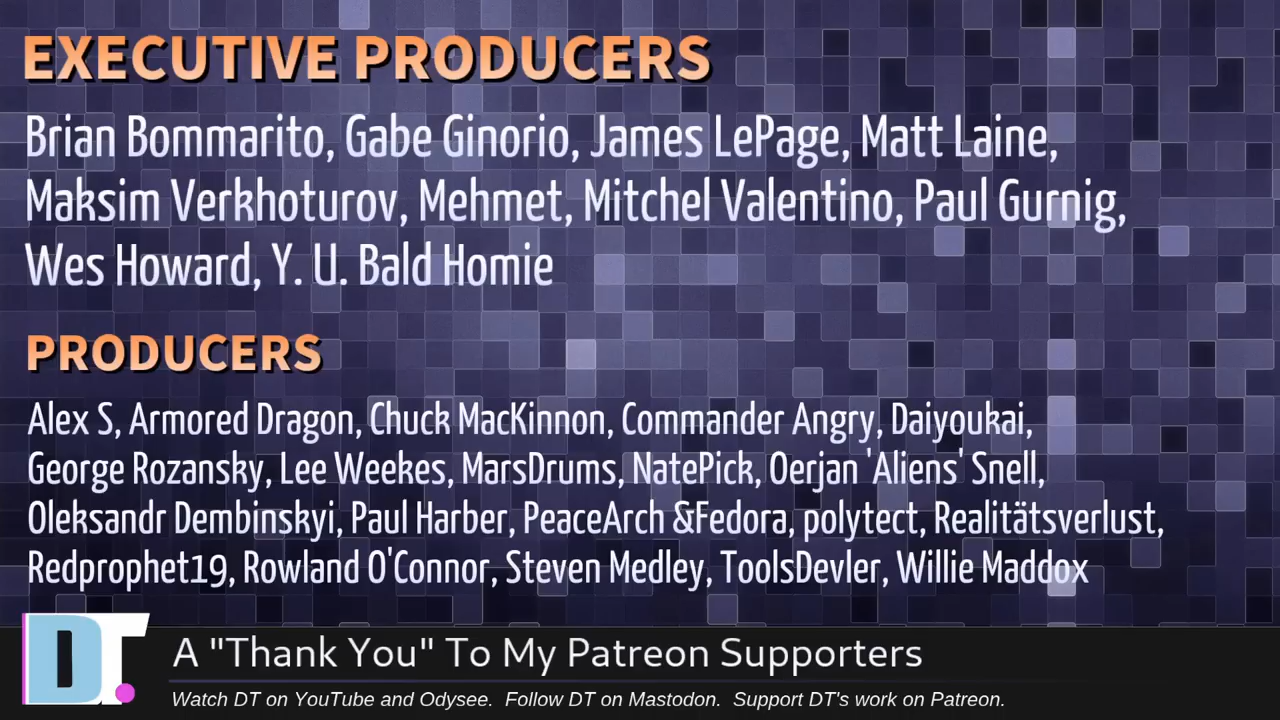 EXECUTIVE PRODUCERS
Brian Bommarito, Gabe Ginorio, James LePage, Matt Laine,
Maksim Verkhoturov, Mehmet, Mitchel Valentino, Paul Gurnig,
Wes Howard, Y. U. Bald Homie
PRODUCERS
Alex S, Armored Dragon, Chuck MacKinnon, Commander Angry, Daiyoukai,
George Rozansky, Lee Weekes, MarsDrums, NatePick, Oerjan 'Aliens' Snell,
Oleksandr Dembinskyi, Paul Harber, PeaceArch &Fedora, polytect, Realitätsverlust,
Redprophet19, Rowland O'Connor, Steven Medley, ToolsDevler, Willie Maddox
DT.
A "Thank You" To My Patreon Supporters
Watch DT on YouTube and Odysee. Follow DT on Mastodon. Support DT's work on Patreon.